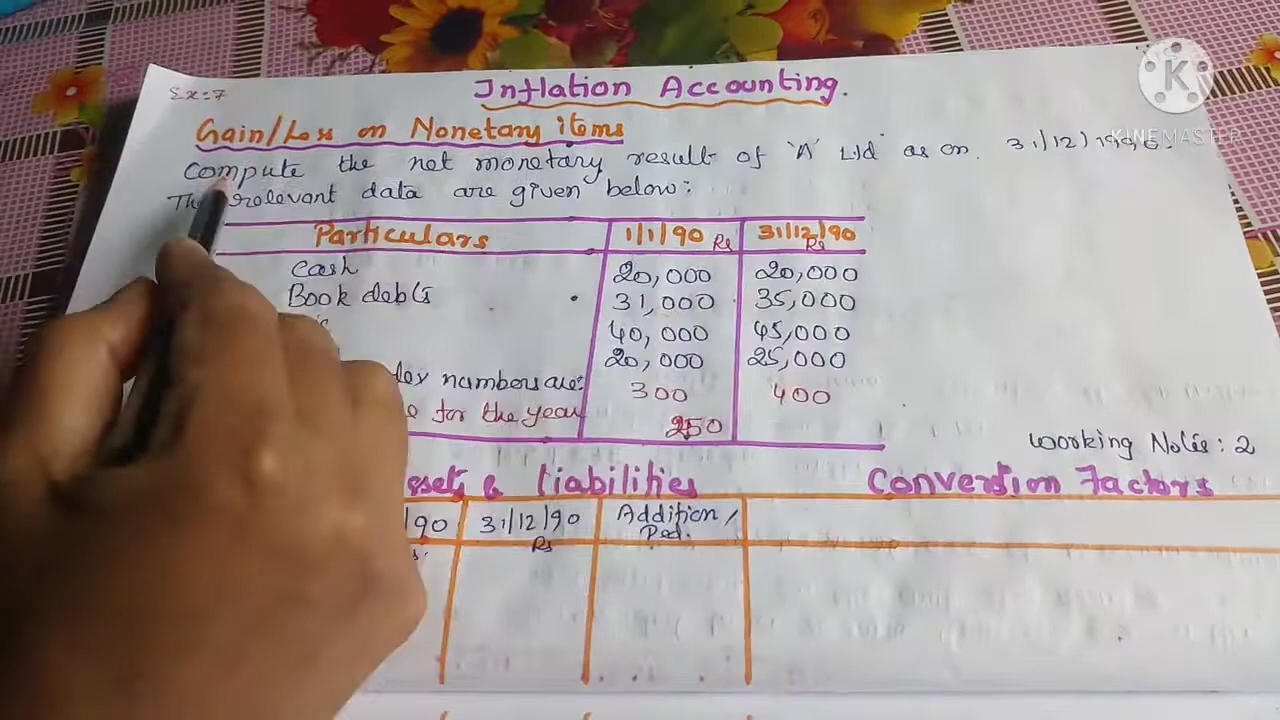 Ex:7
Inflation Accounting.
Gain/Loss on Monetary items
Compute the net monetary result of 'A' Ltd as on 31/12/
The relevant data are given below:
Particulars 1/1/90 Rs 31/12/90 Rs
Cash 20,000 20,000
Book debts 31,000 35,000
40,000 45,000
20,000 25,000
numbers are: 300 400
for the year 250
Working Notes: 2
& Liabilities Conversion Factors
/90 31/12/90 Rs Addition/ Ded.
K
KINEMASTER